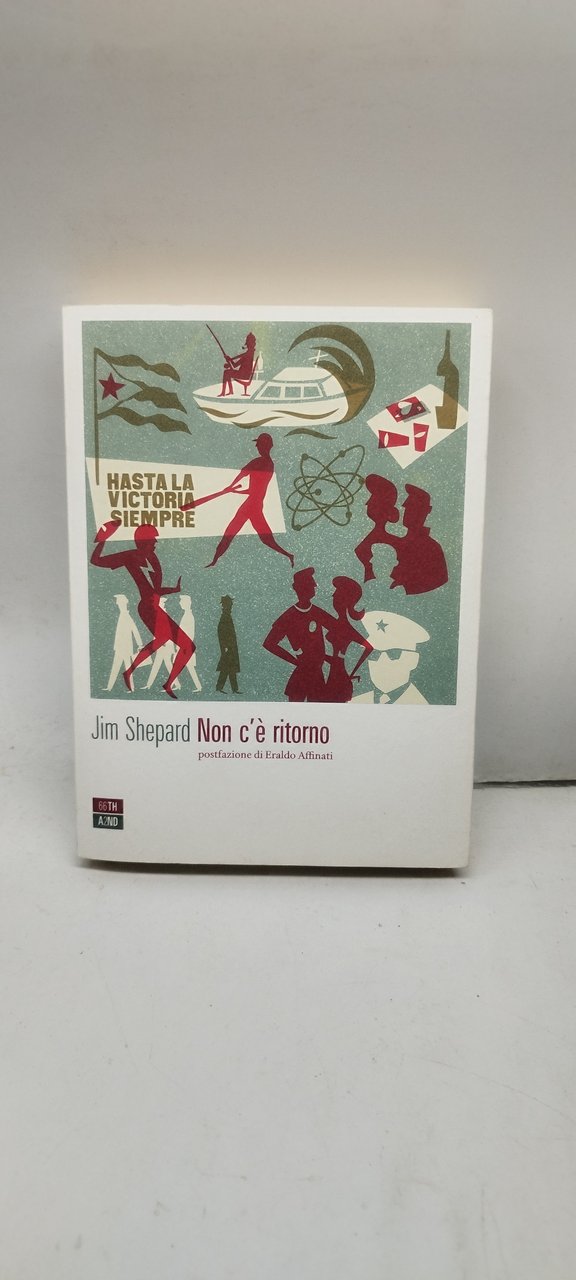 HASTA LA
VICTORIA
SIEMPRE
Jim Shepard Non c'è ritorno
postfazione di Eraldo Affinati
66TH
A2ND